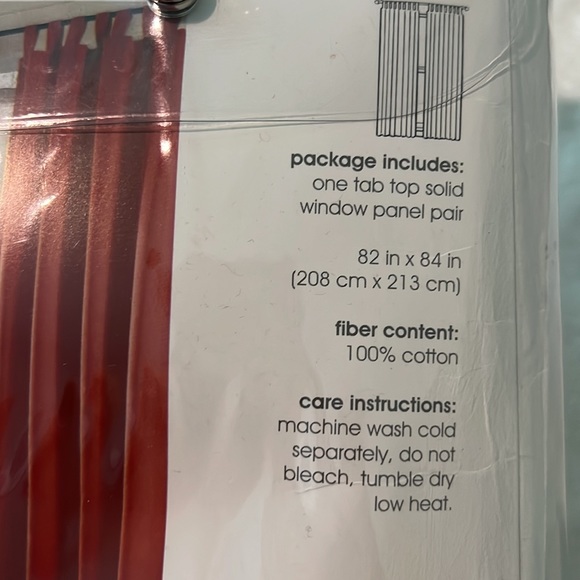 package includes:
one tab top solid
window panel pair
82 in x 84 in
(208 cm x 213 cm)
fiber content:
100% cotton
care instructions:
machine wash cold
separately, do not
bleach, tumble dry
low heat.